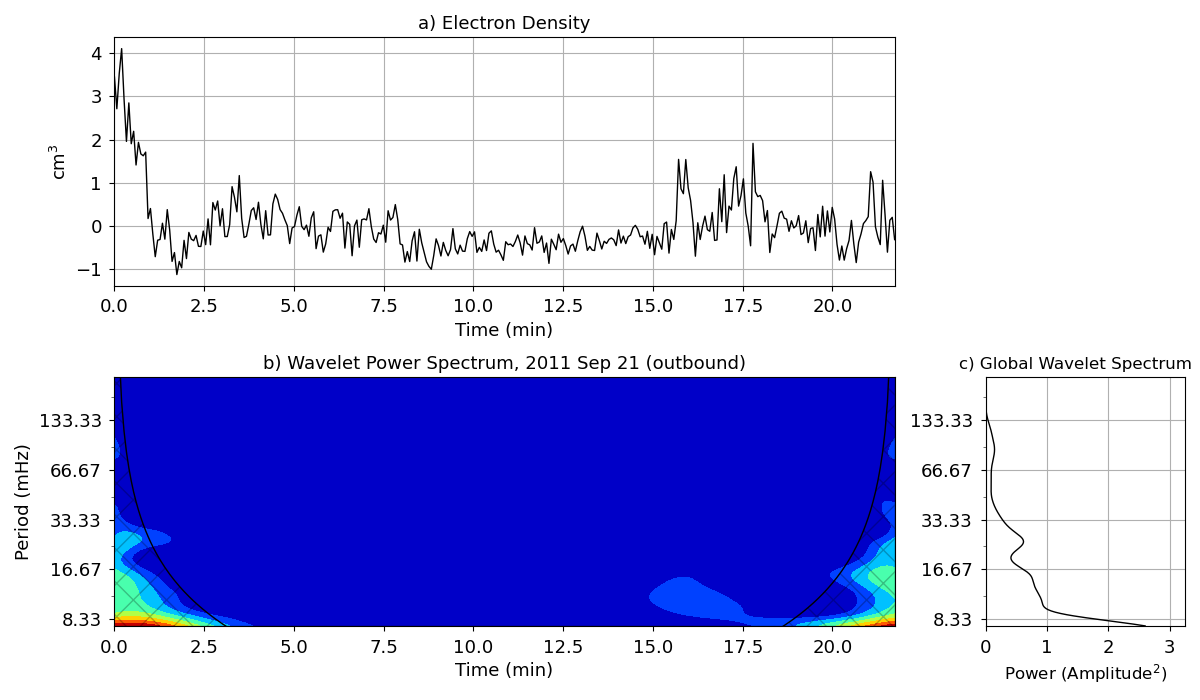 a) Electron Density
4
3
2
1
0
−1
cm³
0.0 2.5 5.0 7.5 10.0 12.5 15.0 17.5 20.0
Time (min)
b) Wavelet Power Spectrum, 2011 Sep 21 (outbound)
133.33
66.67
33.33
16.67
8.33
Period (mHz)
0.0 2.5 5.0 7.5 10.0 12.5 15.0 17.5 20.0
Time (min)
c) Global Wavelet Spectrum
133.33
66.67
33.33
16.67
8.33
0 1 2 3
Power (Amplitude²)